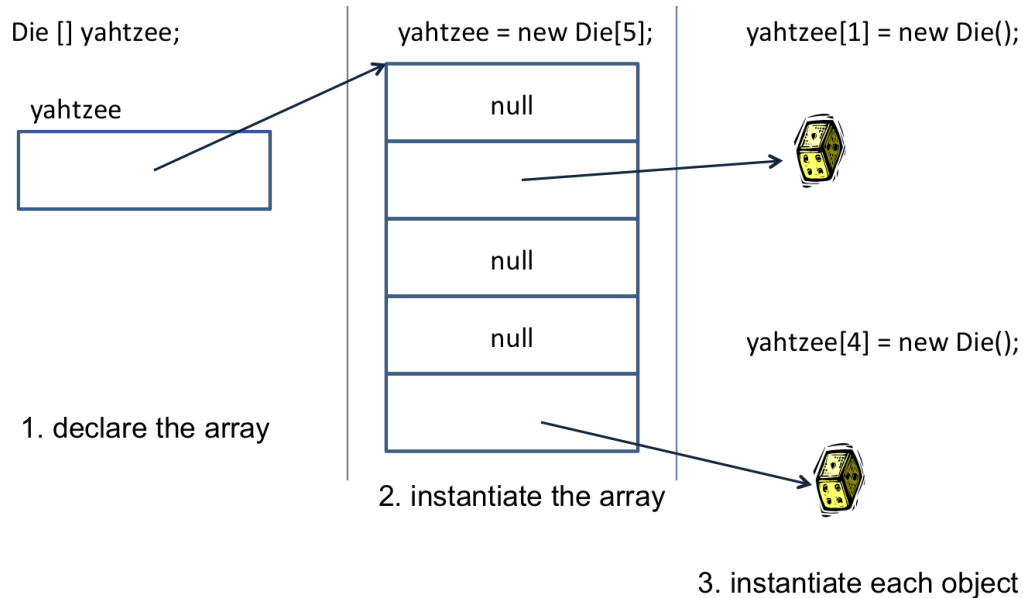 Die [] yahtzee;
yahtzee
1. declare the array
yahtzee = new Die[5];
null
null
null
2. instantiate the array
yahtzee[1] = new Die();
yahtzee[4] = new Die();
3. instantiate each object